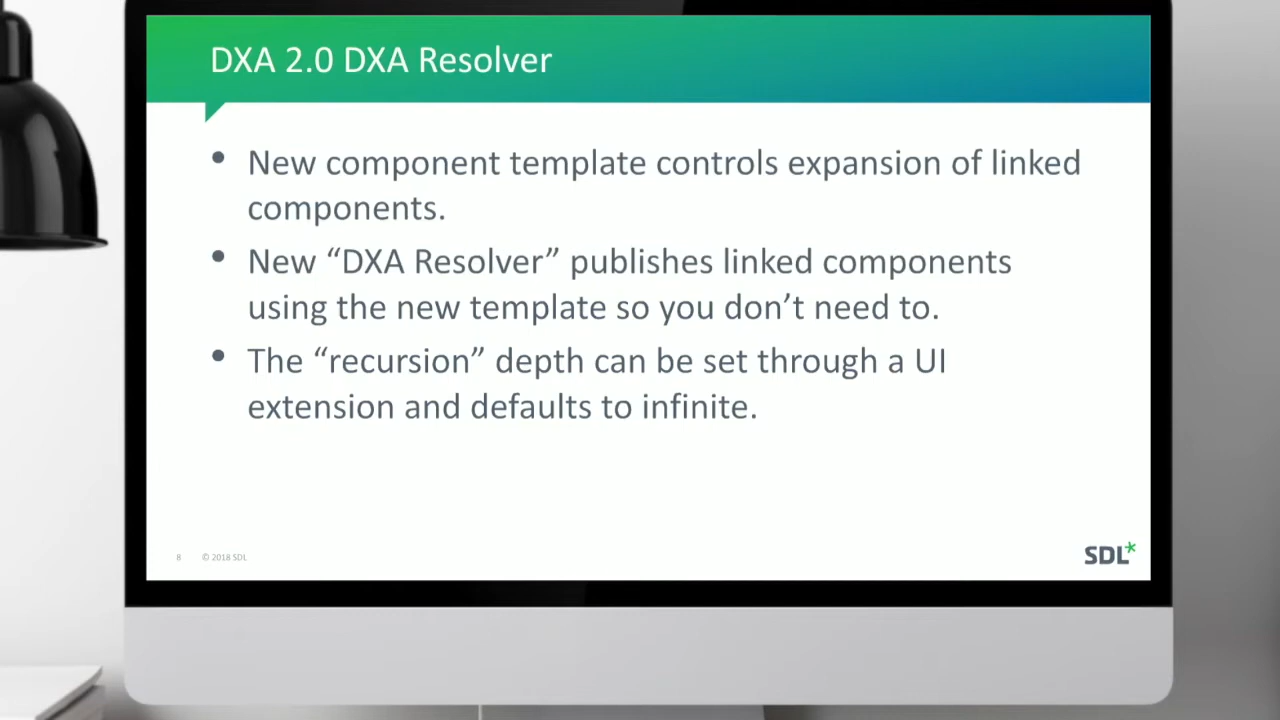 DXA 2.0 DXA Resolver
• New component template controls expansion of linked
components.
• New “DXA Resolver” publishes linked components
using the new template so you don’t need to.
• The “recursion” depth can be set through a UI
extension and defaults to infinite.
8 © 2018 SDL
SDL*